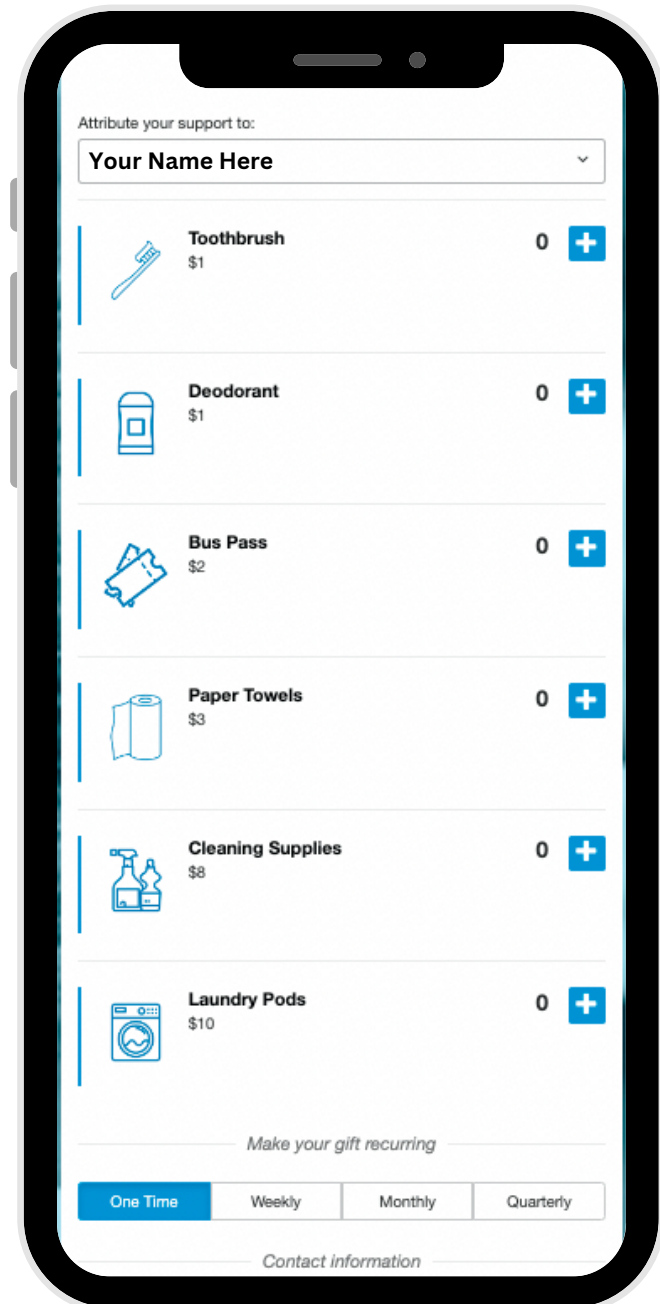 Attribute your support to:
Your Name Here
Toothbrush 0
$1
Deodorant 0
$1
Bus Pass 0
$2
Paper Towels 0
$3
Cleaning Supplies 0
$8
Laundry Pods 0
$10
Make your gift recurring
One Time Weekly Monthly Quarterly
Contact information